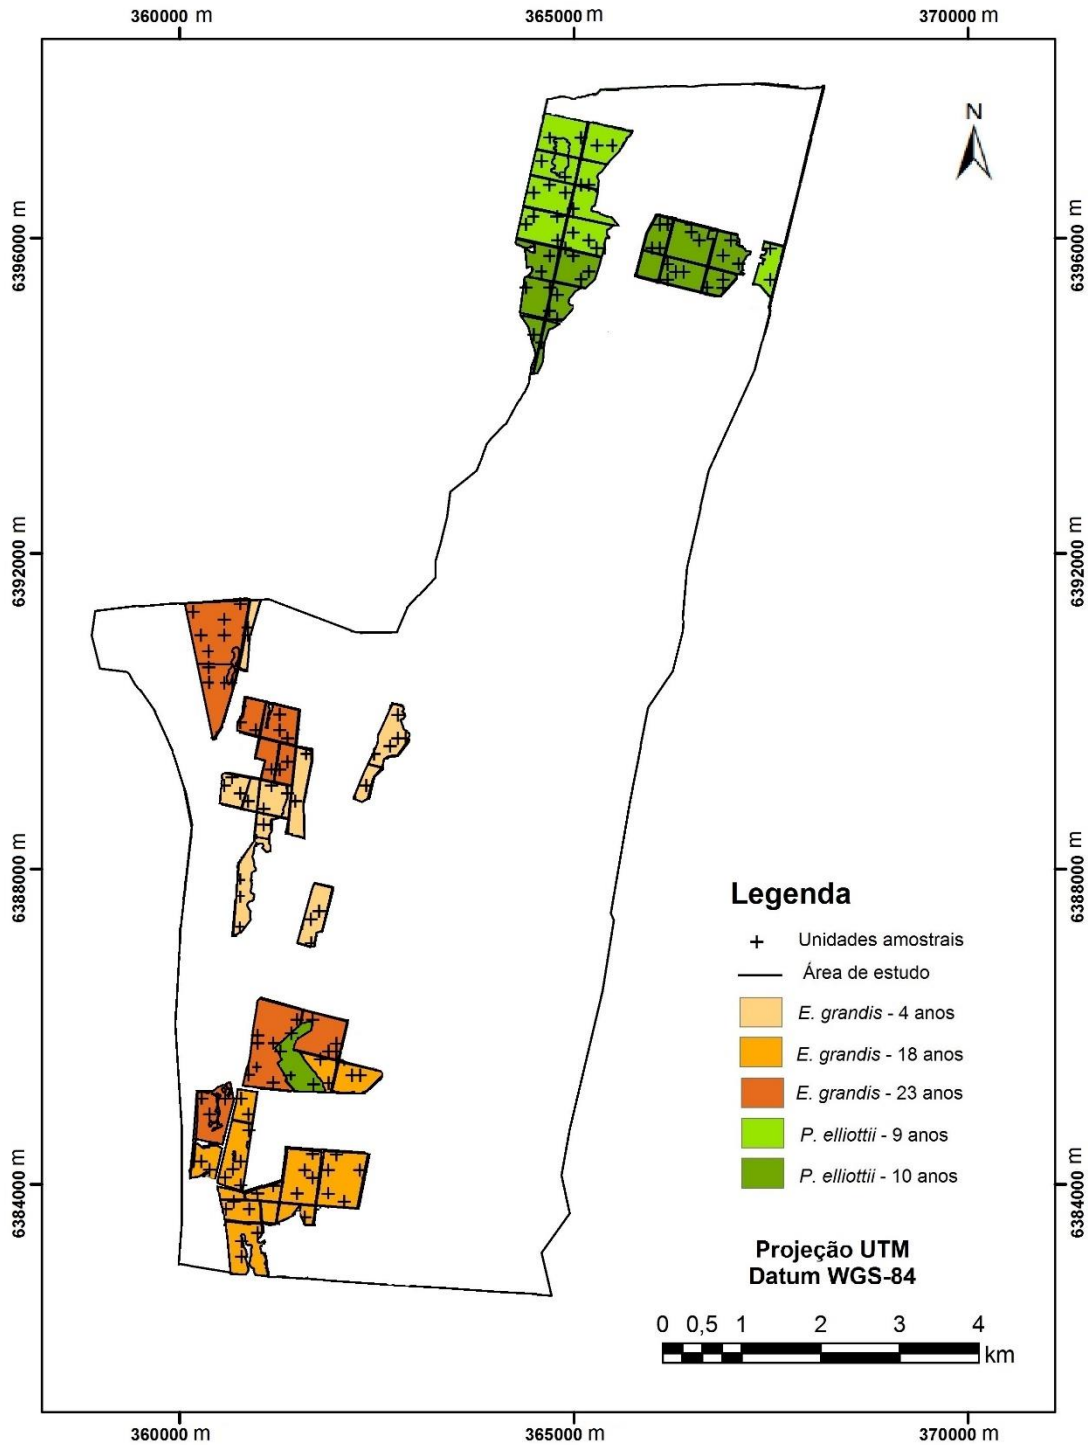 360000 m
365000 m
370000 m
N
6396000 m
6396000 m
6392000 m
6392000 m
6388000 m
6388000 m
Legenda
Unidades amostrais
Área de estudo
E. grandis - 4 anos
E. grandis - 18 anos
E. grandis - 23 anos
P. elliottii - 9 anos
P. elliottii - 10 anos
6384000 m
6384000 m
Projeção UTM
Datum WGS-84
0 0,5 1 2 3 4
km
360000 m
365000 m
370000 m